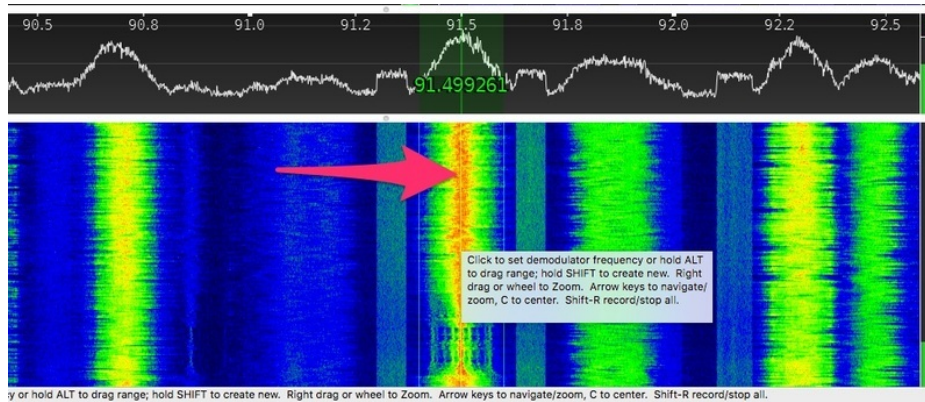 90.5 90.8 91.0 91.2 91.5 91.8 92.0 92.2 92.5
91.499261
Click to set demodulator frequency or hold ALT
to drag range; hold SHIFT to create new. Right
drag or wheel to Zoom. Arrow keys to navigate/
zoom, C to center. Shift-R record/stop all.
or hold ALT to drag range; hold SHIFT to create new. Right drag or wheel to Zoom. Arrow keys to navigate/zoom, C to center. Shift-R record/stop all.